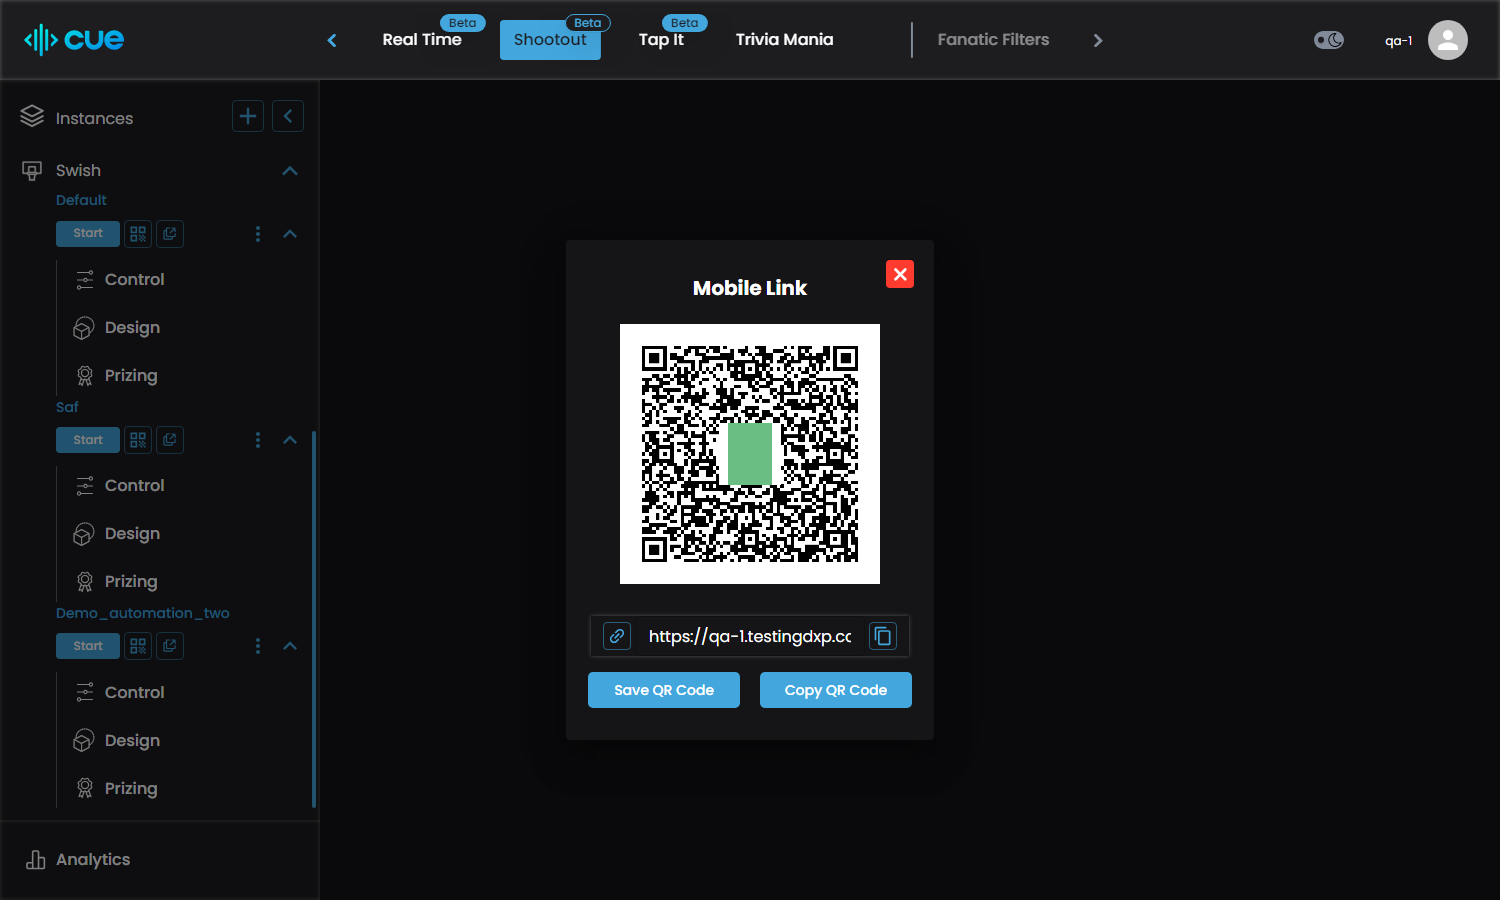 cue
Real Time
Beta
Shootout
Beta
Tap It
Beta
Trivia Mania
Fanatic Filters
qa-1
Instances
Swish
Default
Start
Control
Design
Prizing
Saf
Start
Control
Design
Prizing
Demo_automation_two
Start
Control
Design
Prizing
Analytics
Mobile Link
https://qa-1.testingdxp.cc
Save QR Code
Copy QR Code